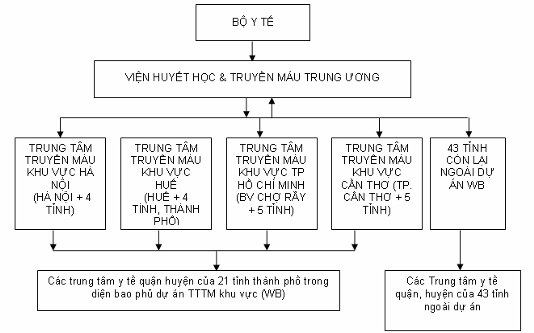 BỘ Y TẾ
VIỆN HUYẾT HỌC & TRUYỀN MÁU TRUNG ƯƠNG
TRUNG TÂM
TRUYỀN MÁU
KHU VỰC HÀ
NỘI
(HÀ NỘI + 4
TỈNH)
TRUNG TÂM
TRUYỀN MÁU
KHU VỰC
HUẾ
(HUẾ + 4
TỈNH, THÀNH
PHỐ)
TRUNG TÂM
TRUYỀN MÁU
KHU VỰC TP
HỒ CHÍ MINH
(BV CHỢ RẪY
+ 5 TỈNH)
TRUNG TÂM
TRUYỀN MÁU
KHU VỰC
CẦN THƠ (TP.
CẦN THƠ + 5
TỈNH)
43 TỈNH
CÒN LẠI
NGOÀI DỰ
ÁN WB
Các trung tâm y tế quận huyện của 21 tỉnh thành phố trong
diện bao phủ dự án TTTM khu vực (WB)
Các Trung tâm y tế
quận, huyện của 43 tỉnh
ngoài dự án